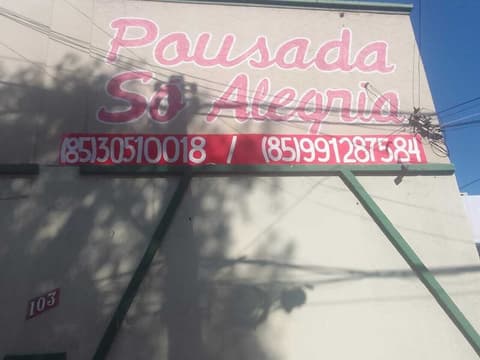 Pousada
Só Alegria
(85)30510018 / (85)991287584
103